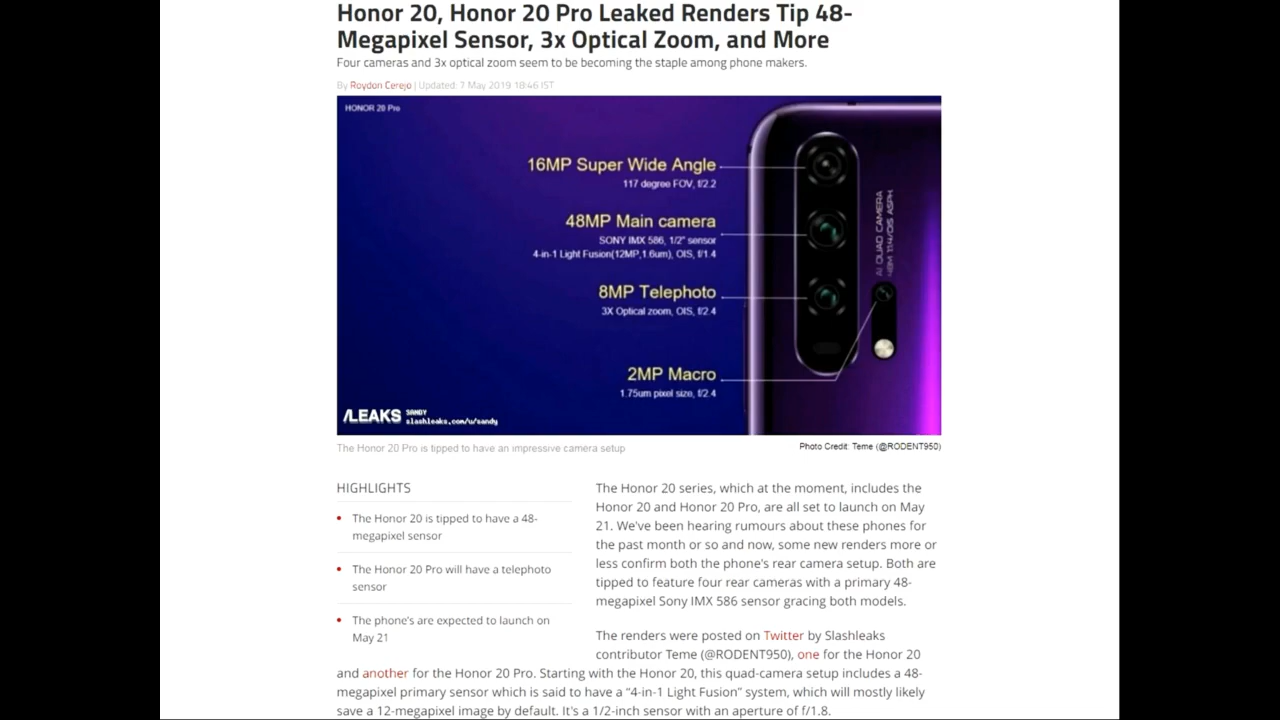 Honor 20, Honor 20 Pro Leaked Renders Tip 48-
Megapixel Sensor, 3x Optical Zoom, and More
Four cameras and 3x optical zoom seem to be becoming the staple among phone makers.
By Roydon Cerejo | Updated: 7 May 2019 18:46 IST
HONOR 20 Pro
16MP Super Wide Angle
117 degree FOV, f/2.2
48MP Main camera
SONY IMX 586, 1/2" sensor
4-in-1 Light Fusion(12MP,1.6um), OIS, f/1.4
8MP Telephoto
3X Optical zoom, OIS, f/2.4
2MP Macro
1.75um pixel size, f/2.4
AI QUAD CAMERA
48M 1:1.4/OIS ASPH
/LEAKS
SANDY
slashleaks.com/u/sandy
The Honor 20 Pro is tipped to have an impressive camera setup
Photo Credit: Teme (@RODENT950)
HIGHLIGHTS
The Honor 20 is tipped to have a 48-
megapixel sensor
The Honor 20 Pro will have a telephoto
sensor
The phone's are expected to launch on
May 21
The Honor 20 series, which at the moment, includes the
Honor 20 and Honor 20 Pro, are all set to launch on May
21. We've been hearing rumours about these phones for
the past month or so and now, some new renders more or
less confirm both the phone's rear camera setup. Both are
tipped to feature four rear cameras with a primary 48-
megapixel Sony IMX 586 sensor gracing both models.
The renders were posted on Twitter by Slashleaks
contributor Teme (@RODENT950), one for the Honor 20
and another for the Honor 20 Pro. Starting with the Honor 20, this quad-camera setup includes a 48-
megapixel primary sensor which is said to have a "4-in-1 Light Fusion" system, which will mostly likely
save a 12-megapixel image by default. It's a 1/2-inch sensor with an aperture of f/1.8.